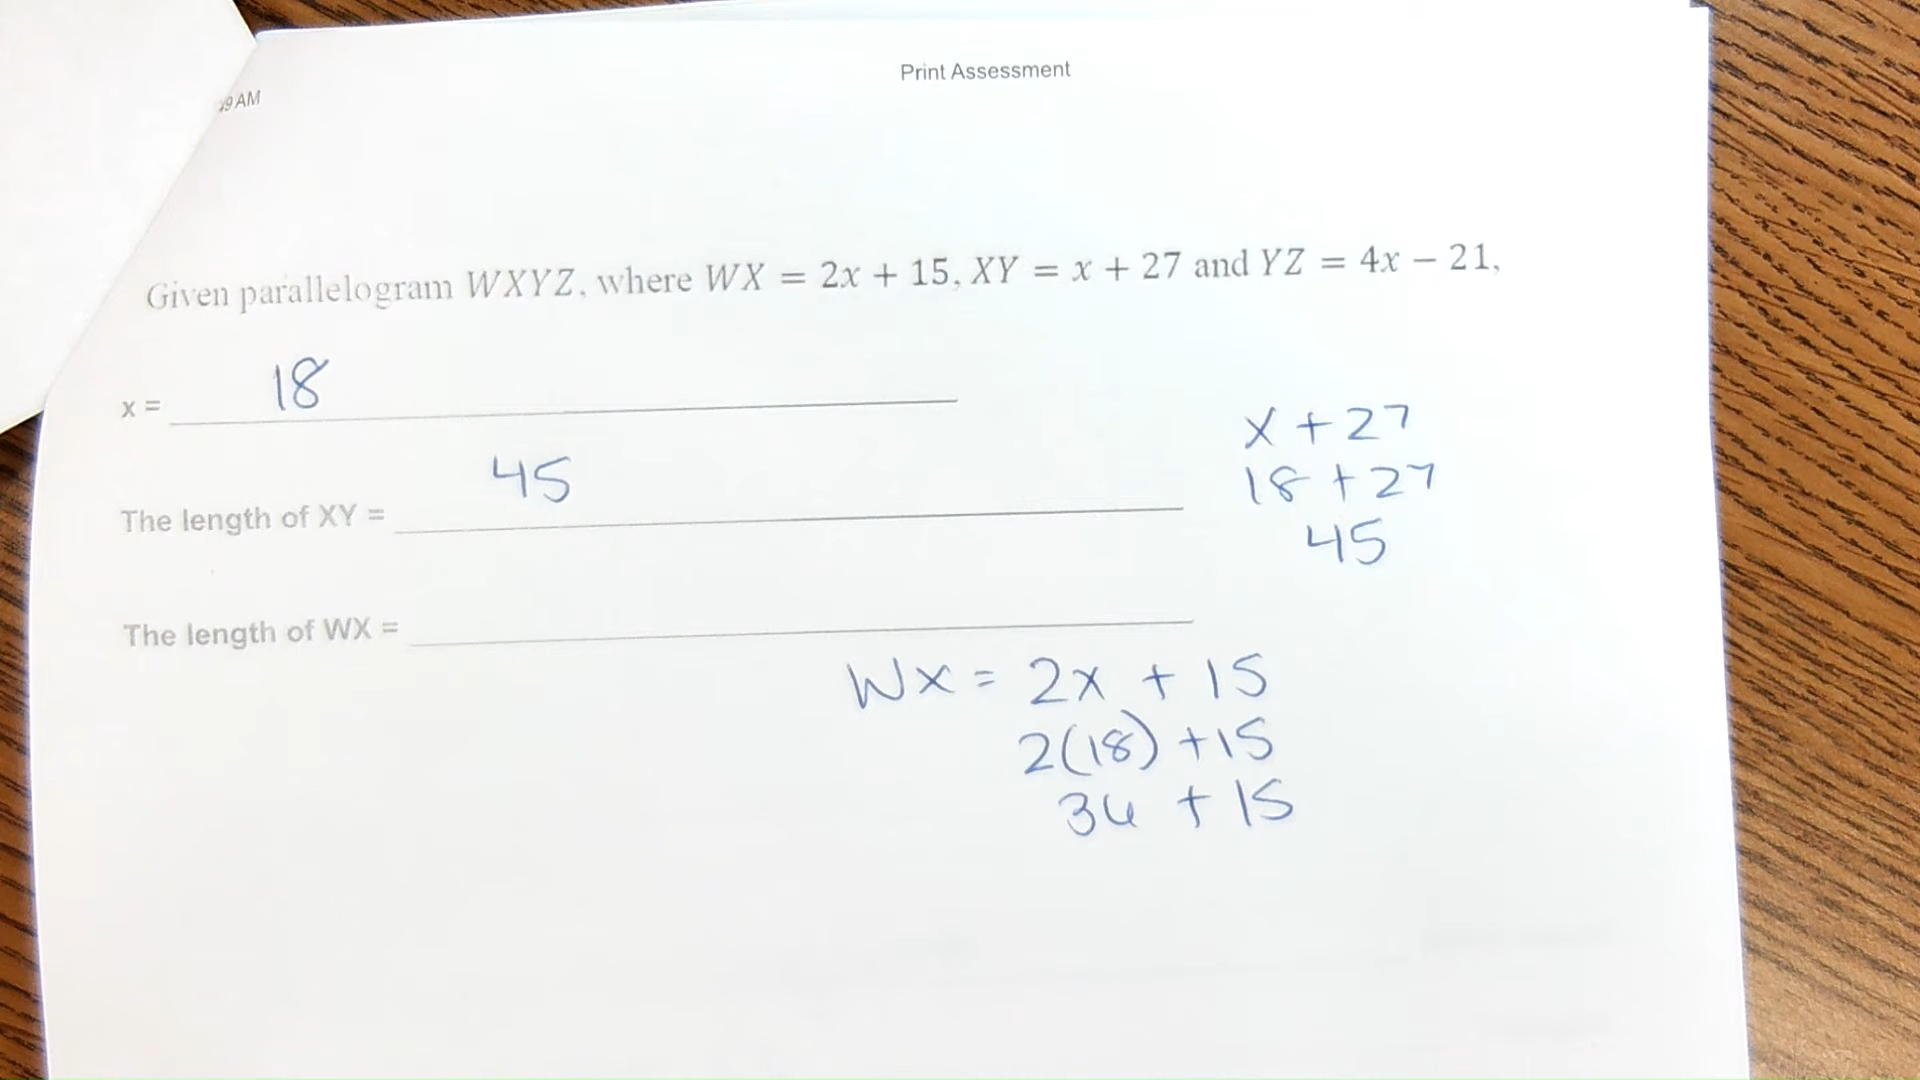 Print Assessment
9 AM
Given parallelogram WXYZ, where WX = 2x + 15, XY = x + 27 and YZ = 4x − 21,
x = 18
The length of XY = 45
x + 27
18 + 27
45
The length of WX =
WX = 2x + 15
2(18) + 15
36 + 15